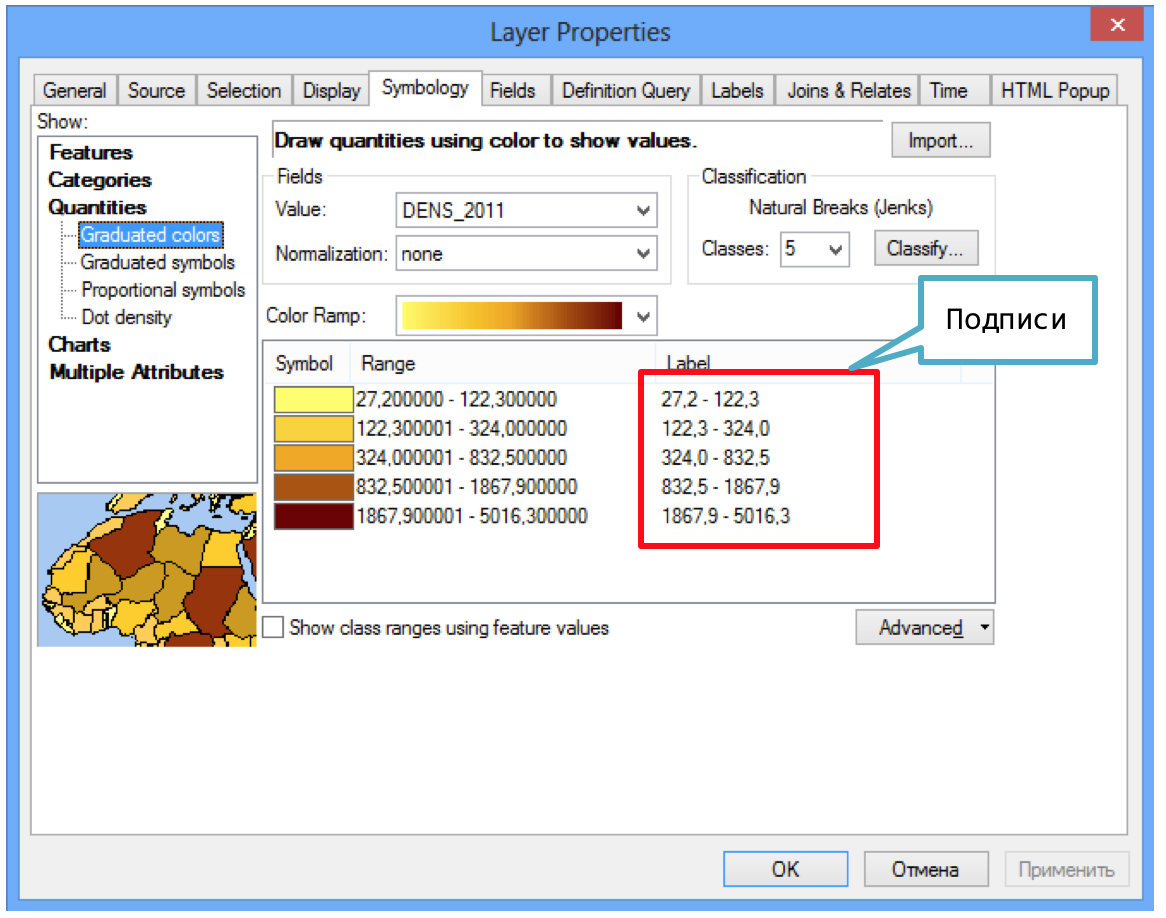 Layer Properties
General Source Selection Display Symbology Fields Definition Query Labels Joins & Relates Time HTML Popup
Show:
Features
Categories
Quantities
Graduated colors
Graduated symbols
Proportional symbols
Dot density
Charts
Multiple Attributes
Draw quantities using color to show values.
Import...
Fields
Value: DENS_2011
Normalization: none
Classification
Natural Breaks (Jenks)
Classes: 5 Classify...
Color Ramp:
Подписи
Symbol Range Label
27,200000 - 122,300000 27,2 - 122,3
122,300001 - 324,000000 122,3 - 324,0
324,000001 - 832,500000 324,0 - 832,5
832,500001 - 1867,900000 832,5 - 1867,9
1867,900001 - 5016,300000 1867,9 - 5016,3
Show class ranges using feature values
Advanced
OK Отмена Применить